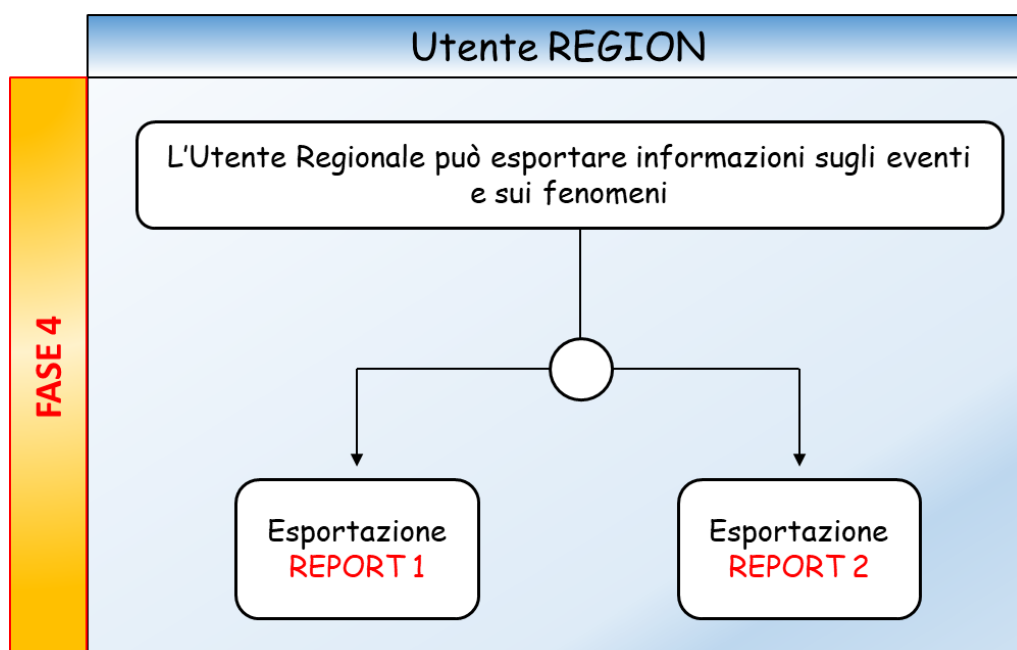 Utente REGION
FASE 4
L'Utente Regionale può esportare informazioni sugli eventi
e sui fenomeni
Esportazione
REPORT 1
Esportazione
REPORT 2